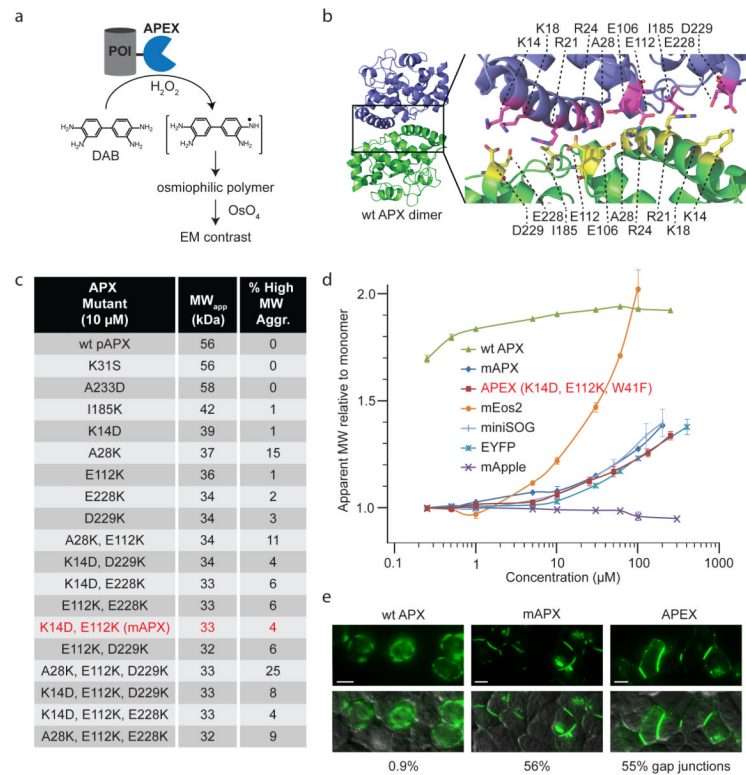 a
APEX
POI
H2O2
H2N
NH2
H2N
NH2
DAB
H2N
•
NH
H2N
NH2
osmiophilic polymer
OsO4
EM contrast
b
K18 R24 E106 I185 D229
K14 R21 A28 E112 E228
wt APX dimer
E228 E112 A28 R21 K14
D229 I185 E106 R24 K18
c
APX Mutant (10 µM) MWapp (kDa) % High MW Aggr.
wt pAPX 56 0
K31S 56 0
A233D 58 0
I185K 42 1
K14D 39 1
A28K 37 15
E112K 36 1
E228K 34 2
D229K 34 3
A28K, E112K 34 11
K14D, D229K 34 4
K14D, E228K 33 6
E112K, E228K 33 6
K14D, E112K (mAPX) 33 4
E112K, D229K 32 6
A28K, E112K, D229K 33 25
K14D, E112K, D229K 33 8
K14D, E112K, E228K 33 4
A28K, E112K, E228K 32 9
d
Apparent MW relative to monomer
2.0
1.5
1.0
wt APX
mAPX
APEX (K14D, E112K, W41F)
mEos2
miniSOG
EYFP
mApple
0.1 1 10 100 1000
Concentration (µM)
e
wt APX mAPX APEX
0.9% 56% 55% gap junctions